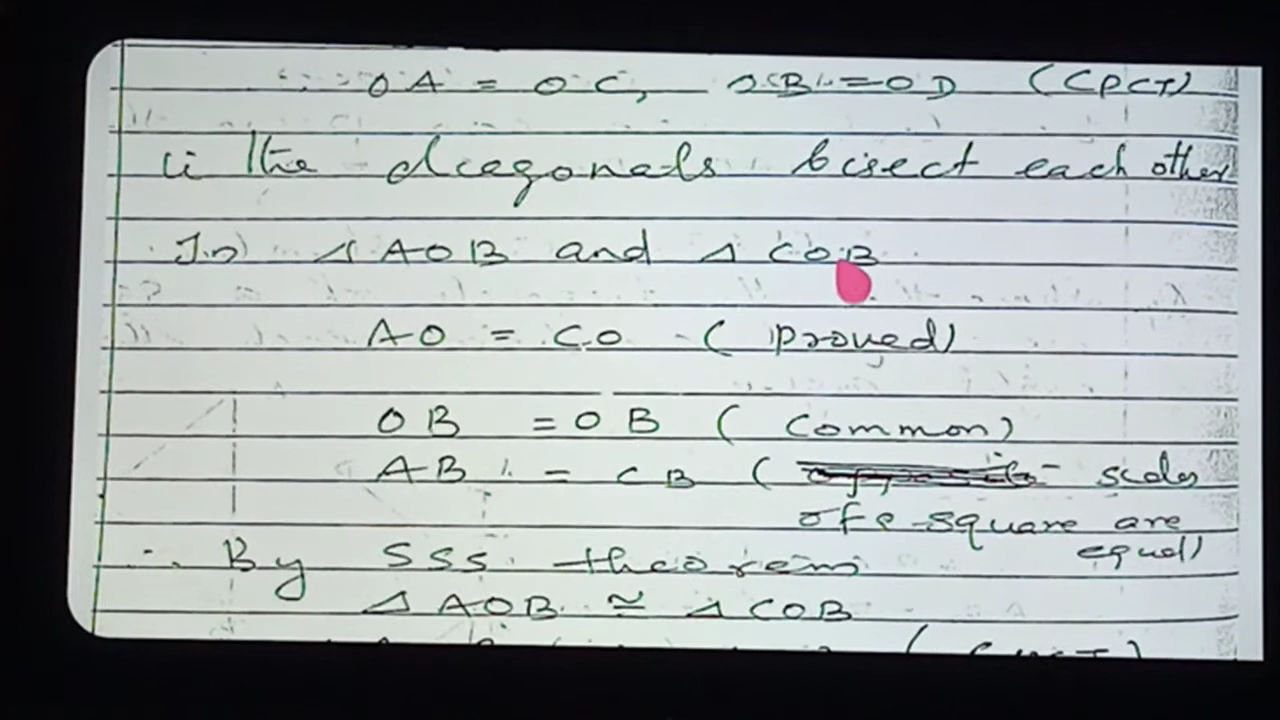 OA = OC, OB = OD (CPCT)
ie the diagonals bisect each other
In △AOB and △COB
AO = CO (proved)
OB = OB (Common)
AB = CB ( sides
of a square are
equal)
∴ By SSS theorem
△AOB ≅ △COB